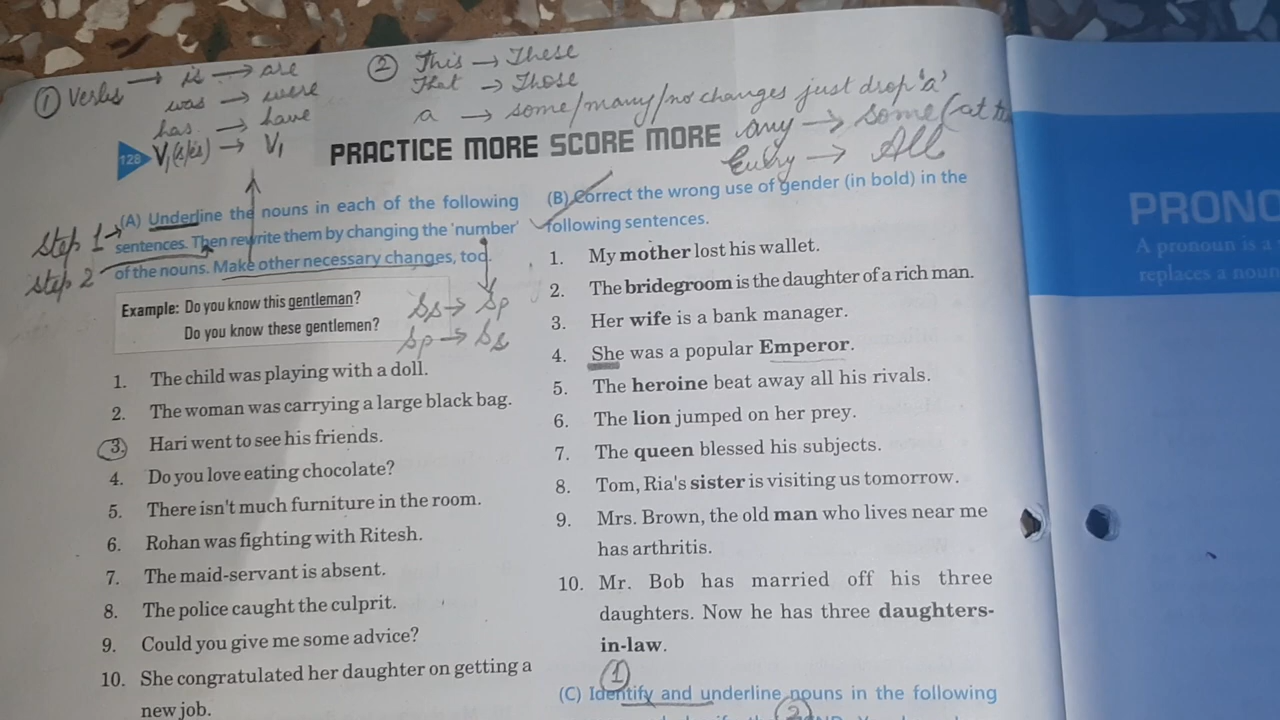 ① Verbs → is → are
was → were
has → have
V₁(s/es) → V₁
② This → These
That → Those
a → some/many/no changes just drop 'a'
any → some (at
Every → All
128
PRACTICE MORE SCORE MORE
Step 1 →
Step 2
(A) Underline the nouns in each of the following
sentences. Then rewrite them by changing the 'number'
of the nouns. Make other necessary changes, too.
Example: Do you know this gentleman?
Do you know these gentlemen?
Ss → Sp
Sp → Ss
1. The child was playing with a doll.
2. The woman was carrying a large black bag.
3. Hari went to see his friends.
4. Do you love eating chocolate?
5. There isn't much furniture in the room.
6. Rohan was fighting with Ritesh.
7. The maid-servant is absent.
8. The police caught the culprit.
9. Could you give me some advice?
10. She congratulated her daughter on getting a
new job.
(B) Correct the wrong use of gender (in bold) in the
following sentences.
1. My mother lost his wallet.
2. The bridegroom is the daughter of a rich man.
3. Her wife is a bank manager.
4. She was a popular Emperor.
5. The heroine beat away all his rivals.
6. The lion jumped on her prey.
7. The queen blessed his subjects.
8. Tom, Ria's sister is visiting us tomorrow.
9. Mrs. Brown, the old man who lives near me
has arthritis.
10. Mr. Bob has married off his three
daughters. Now he has three daughters-
in-law.
①
(C) Identify and underline nouns in the following
②
PRONO
A pronoun is a
replaces a noun